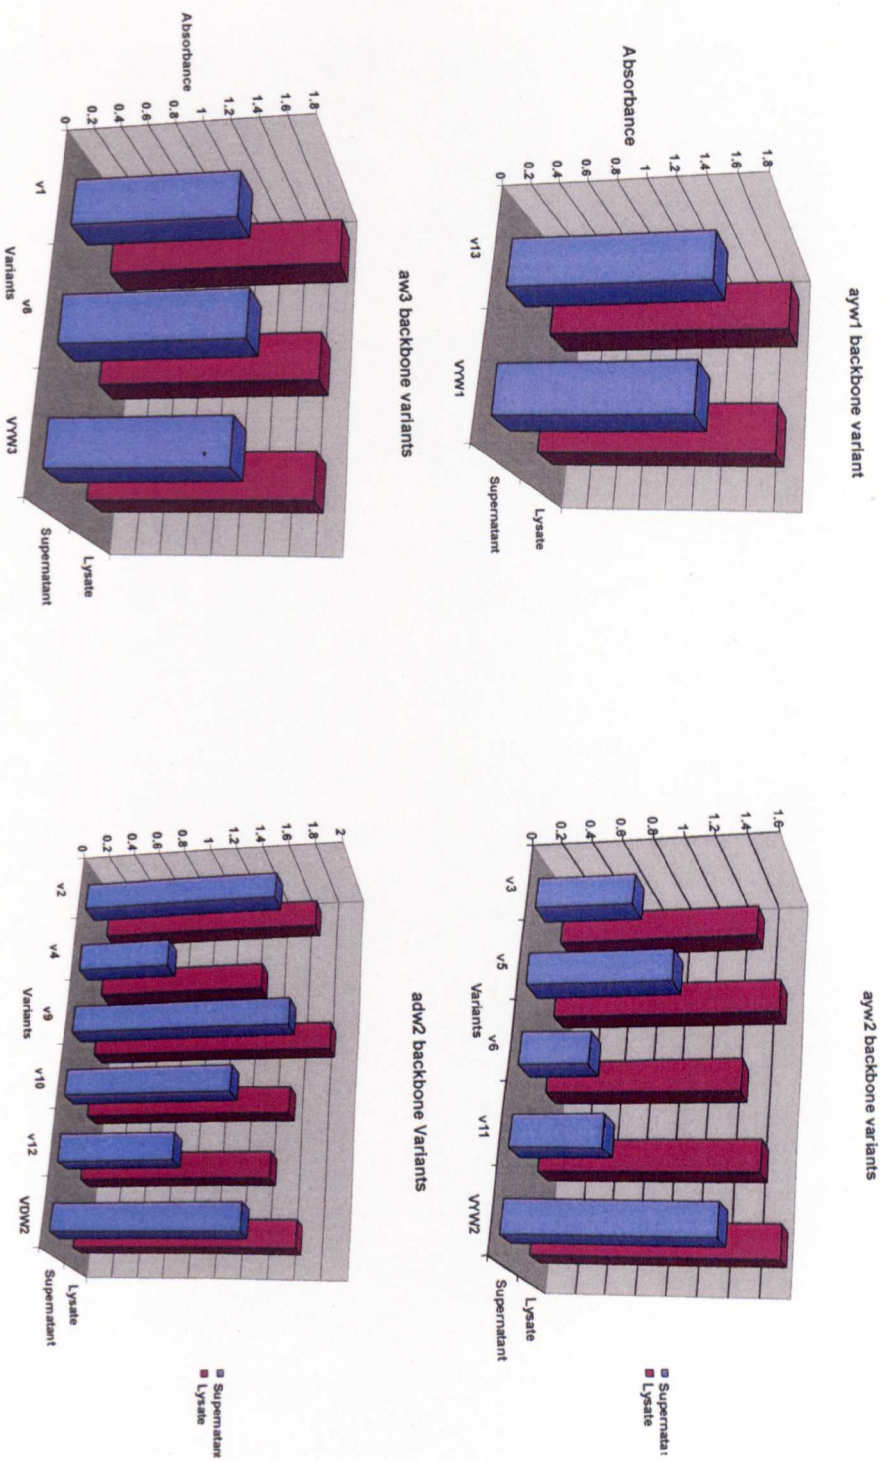 ayw1 backbone variant
Absorbance
1.8
1.6
1.4
1.2
1
0.8
0.6
0.4
0.2
0
v13
VYW1
Lysate
Supernatant
ayw2 backbone variants
1.6
1.4
1.2
1
0.8
0.6
0.4
0.2
0
v3
v5
v6
v11
VYW2
Variants
Lysate
Supernatant
Supernatat
Lysate
aw3 backbone variants
Absorbance
1.8
1.6
1.4
1.2
1
0.8
0.6
0.4
0.2
0
v1
v8
VYW3
Variants
Lysate
Supernatant
adw2 backbone Variants
2
1.8
1.6
1.4
1.2
1
0.8
0.6
0.4
0.2
0
v2
v4
v9
v10
v12
VDW2
Variants
Lysate
Supernatant
Supernatant
Lysate